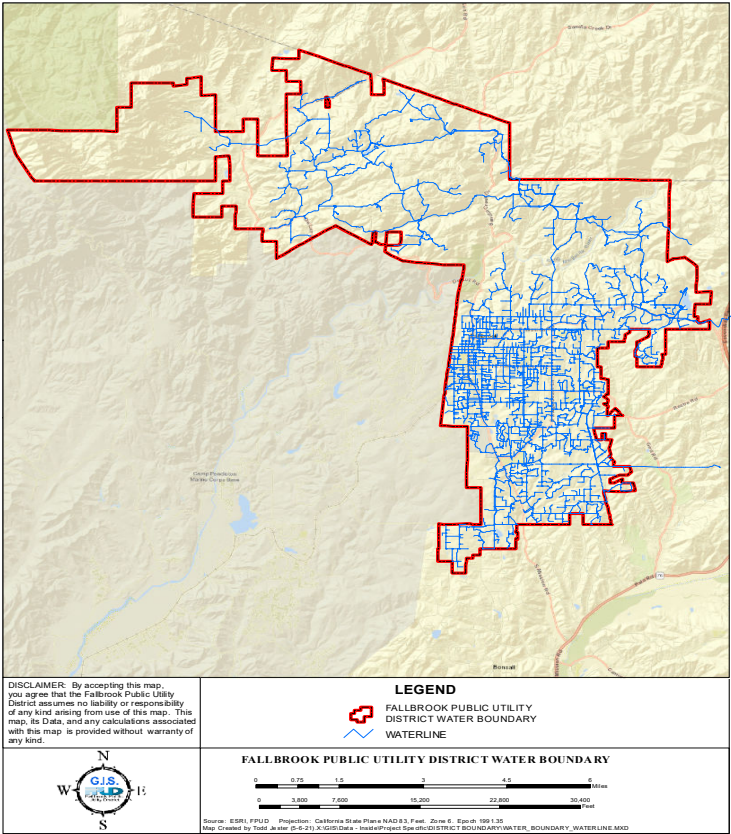 Camp Pendleton
Marine Corps Base
Bonsall
DISCLAIMER: By accepting this map,
you agree that the Fallbrook Public Utility
District assumes no liability or responsibility
of any kind arising from use of this map. This
map, its Data, and any calculations associated
with this map is provided without warranty of
any kind.
LEGEND
FALLBROOK PUBLIC UTILITY
DISTRICT WATER BOUNDARY
WATERLINE
N
W
E
S
G.I.S.
FPUD
FALLBROOK PUBLIC UTILITY DISTRICT WATER BOUNDARY
0 0.75 1.5 3 4.5 6
Miles
0 3,800 7,600 15,200 22,800 30,400
Feet
Source: ESRI, FPUD Projection: California State Plane NAD 83, Feet. Zone 6. Epoch 1991.35
Map Created by Todd Jester (5-6-21) X:\GIS\Data - Inside\Project Specific\DISTRICT BOUNDARY\WATER_BOUNDARY_WATERLINE.MXD